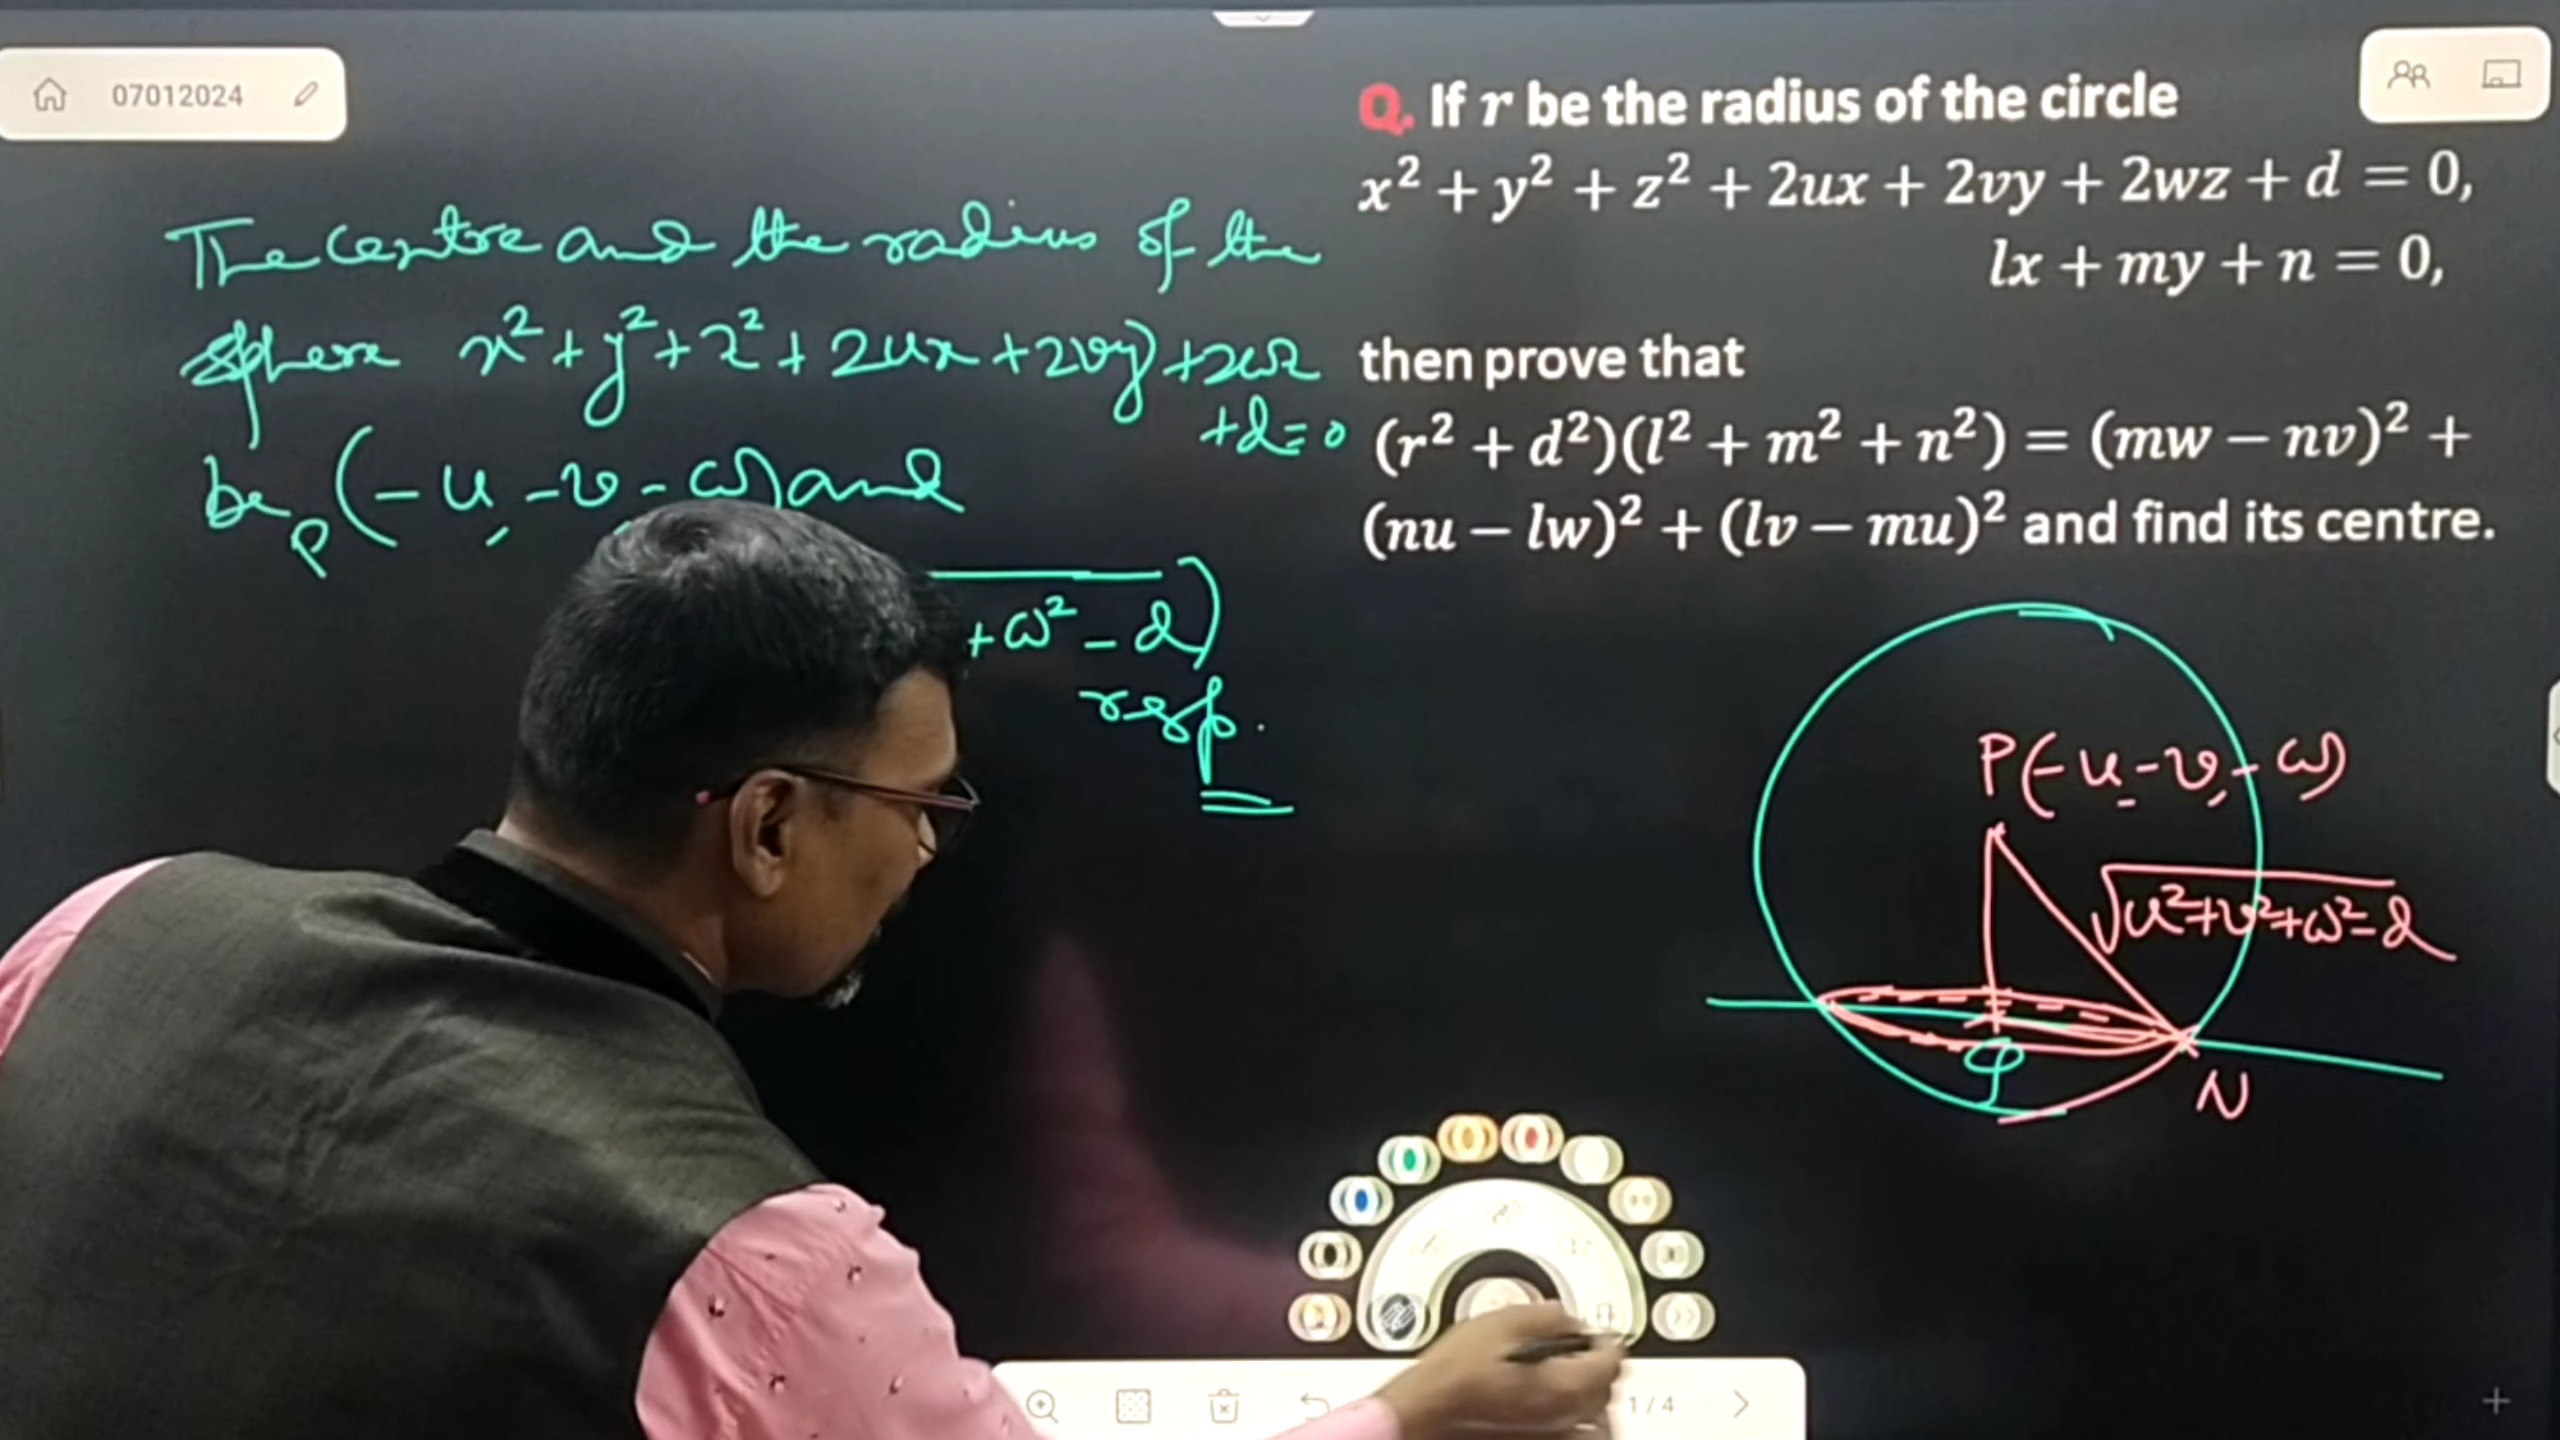 07012024
Q. If r be the radius of the circle
x² + y² + z² + 2ux + 2vy + 2wz + d = 0,
lx + my + n = 0,
then prove that
(r² + d²)(l² + m² + n²) = (mw − nv)² +
(nu − lw)² + (lv − mu)² and find its centre.
The centre and the radius of the
sphere x² + y² + z² + 2ux + 2vy + 2wz
+d=0
be P(-u, -v, -w) and
+w² - d)
resp.
P(-u, -v, -w)
√u²+v²+w²-d
N
1/4